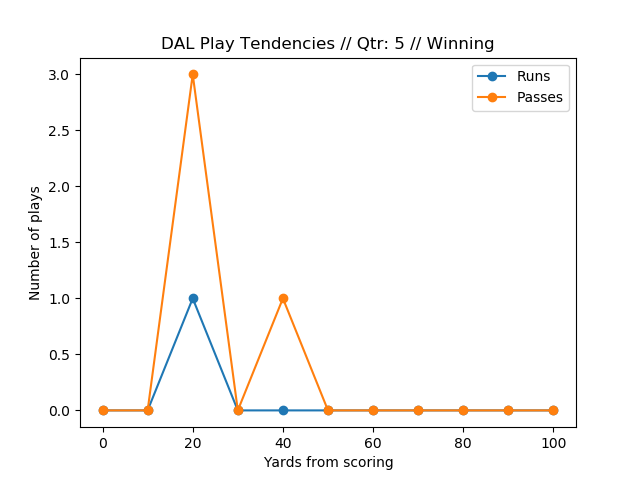 DAL Play Tendencies // Qtr: 5 // Winning
Runs
Passes
3.0
2.5
2.0
1.5
1.0
0.5
0.0
Number of plays
0 20 40 60 80 100
Yards from scoring